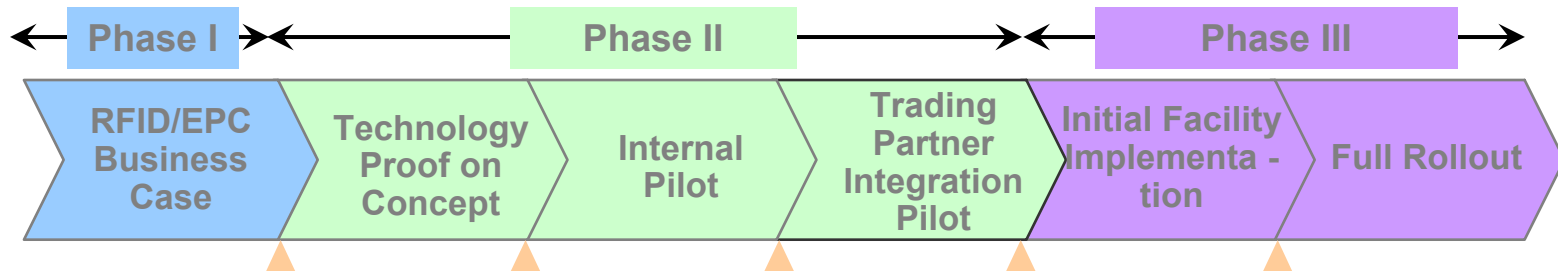 Phase I
Phase II
Phase III
RFID/EPC
Business
Case
Technology
Proof on
Concept
Internal
Pilot
Trading
Partner
Integration
Pilot
Initial Facility
Implementa -
tion
Full Rollout